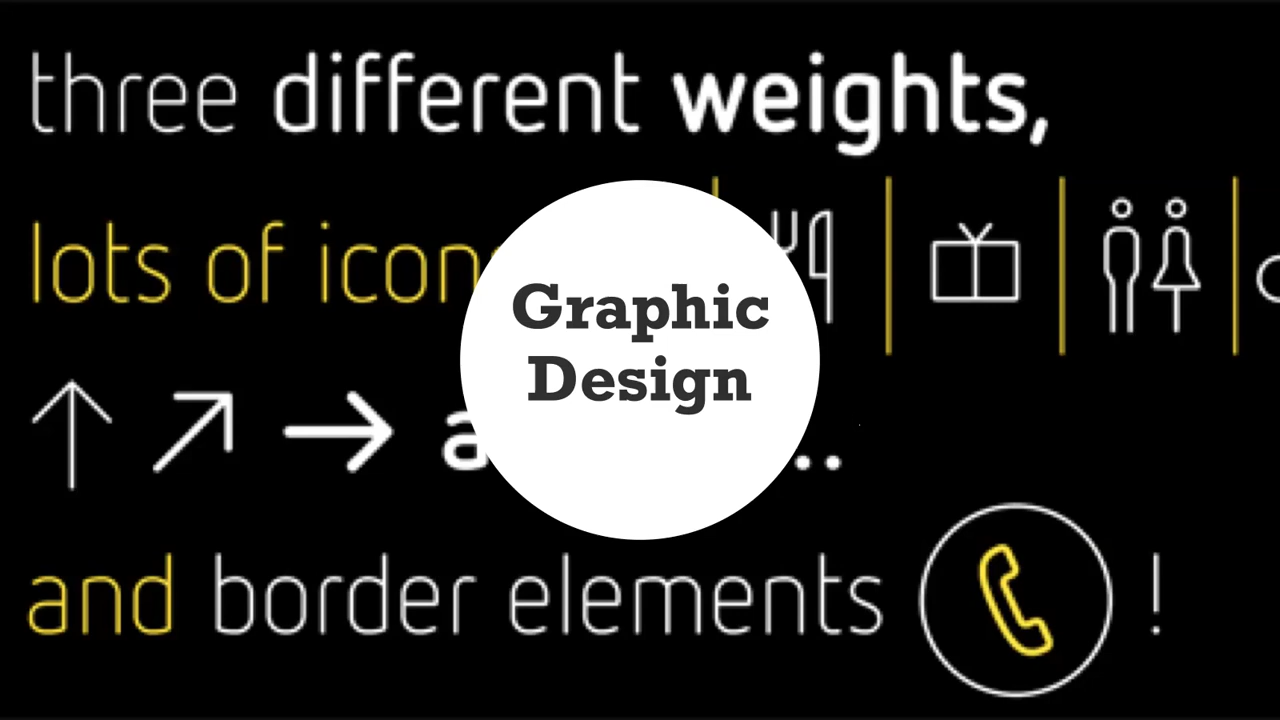 three different weights,
lots of icon
Graphic
Design
and border elements !